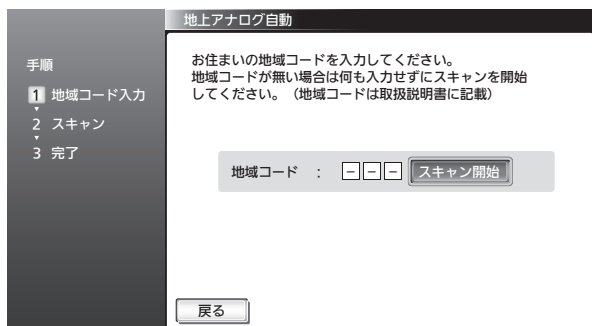 地上アナログ自動
手順
1 地域コード入力
2 スキャン
3 完了
お住まいの地域コードを入力してください。
地域コードが無い場合は何も入力せずにスキャンを開始
してください。（地域コードは取扱説明書に記載）
地域コード ： － － － スキャン開始
戻る